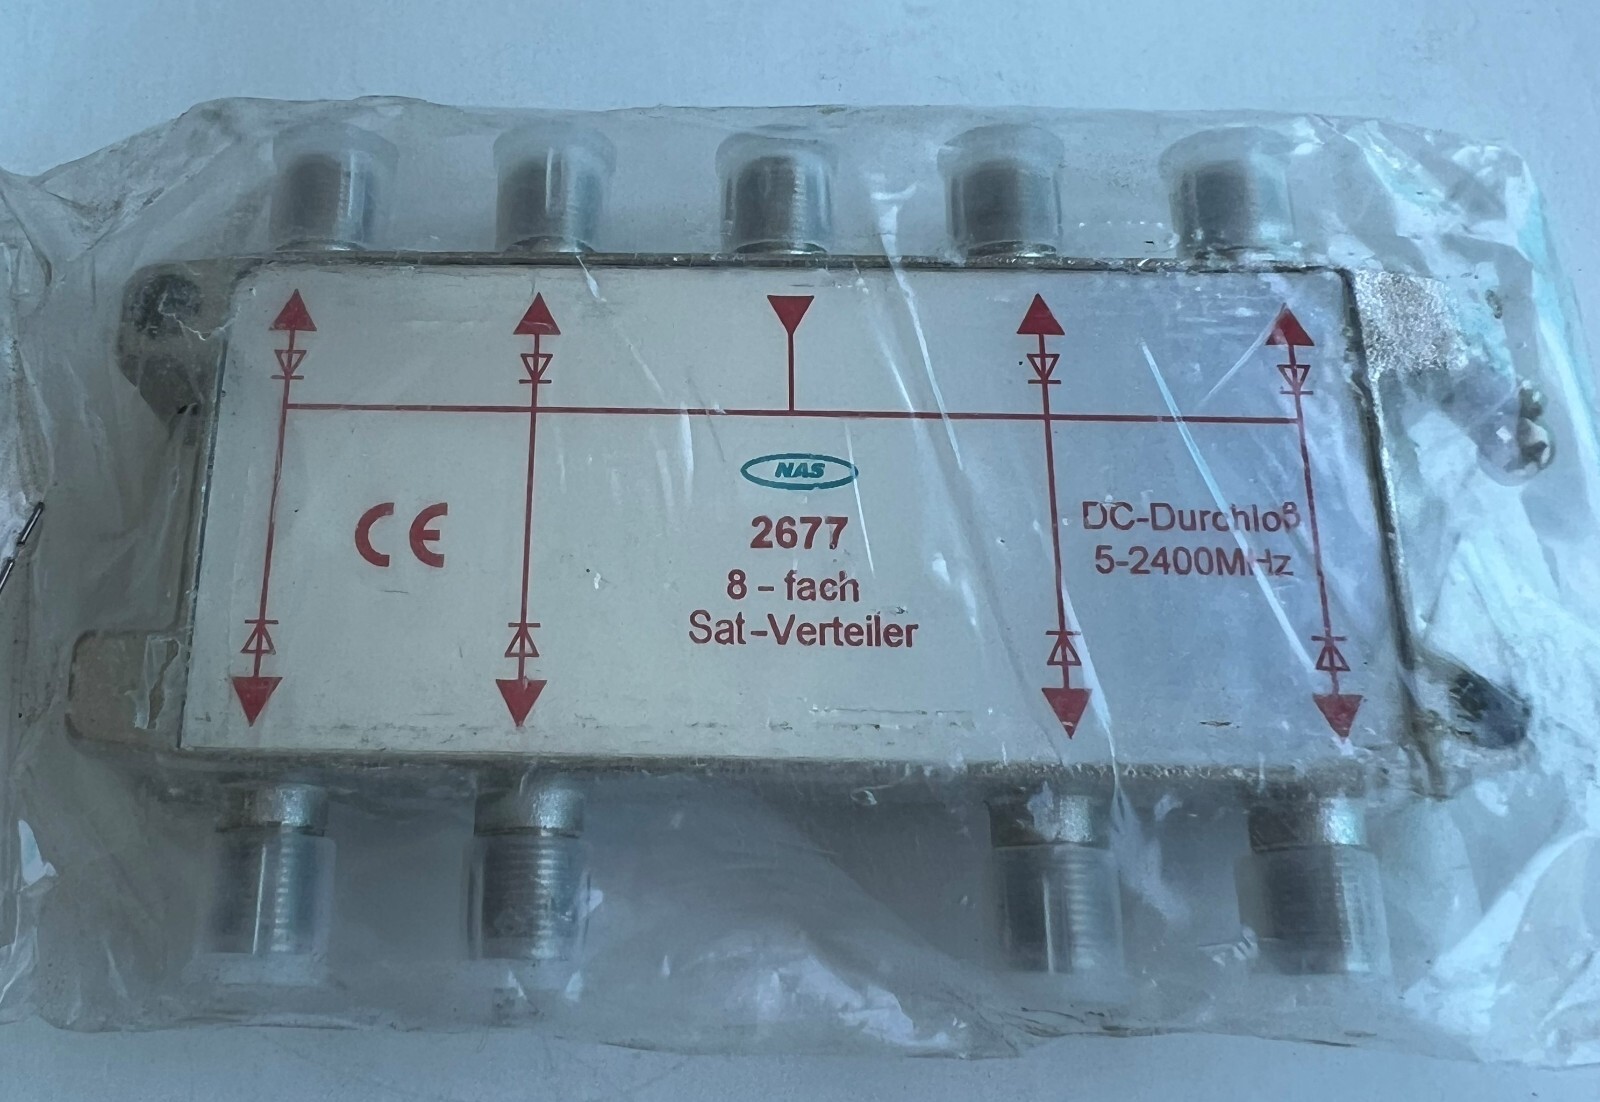 NAS
CE
2677
8-fach
Sat-Verteiler
DC-Durchloß
5-2400MHz